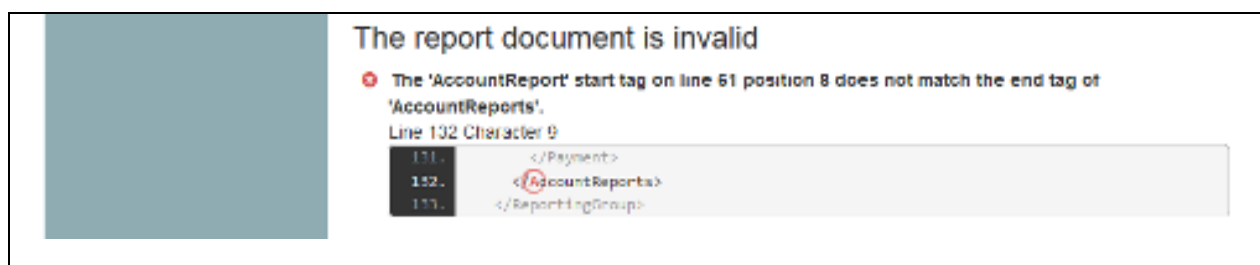 The report document is invalid
The 'AccountReport' start tag on line 61 position 8 does not match the end tag of
'AccountReports'.
Line 132 Character 9
131. </Payment>
132. </AccountReports>
133. </ReportingGroup>